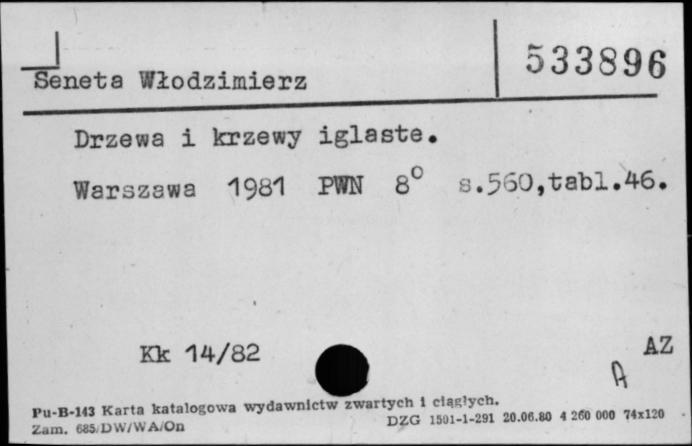 533896
Seneta Włodzimierz
Drzewa i krzewy iglaste.
Warszawa 1981 PWN 8° s.560,tabl.46.
Kk 14/82
AZ
A
Pu-B-143 Karta katalogowa wydawnictw zwartych i ciągłych.
Zam. 685/DW/WA/On DZG 1501-1-291 20.06.80 4 260 000 74x120